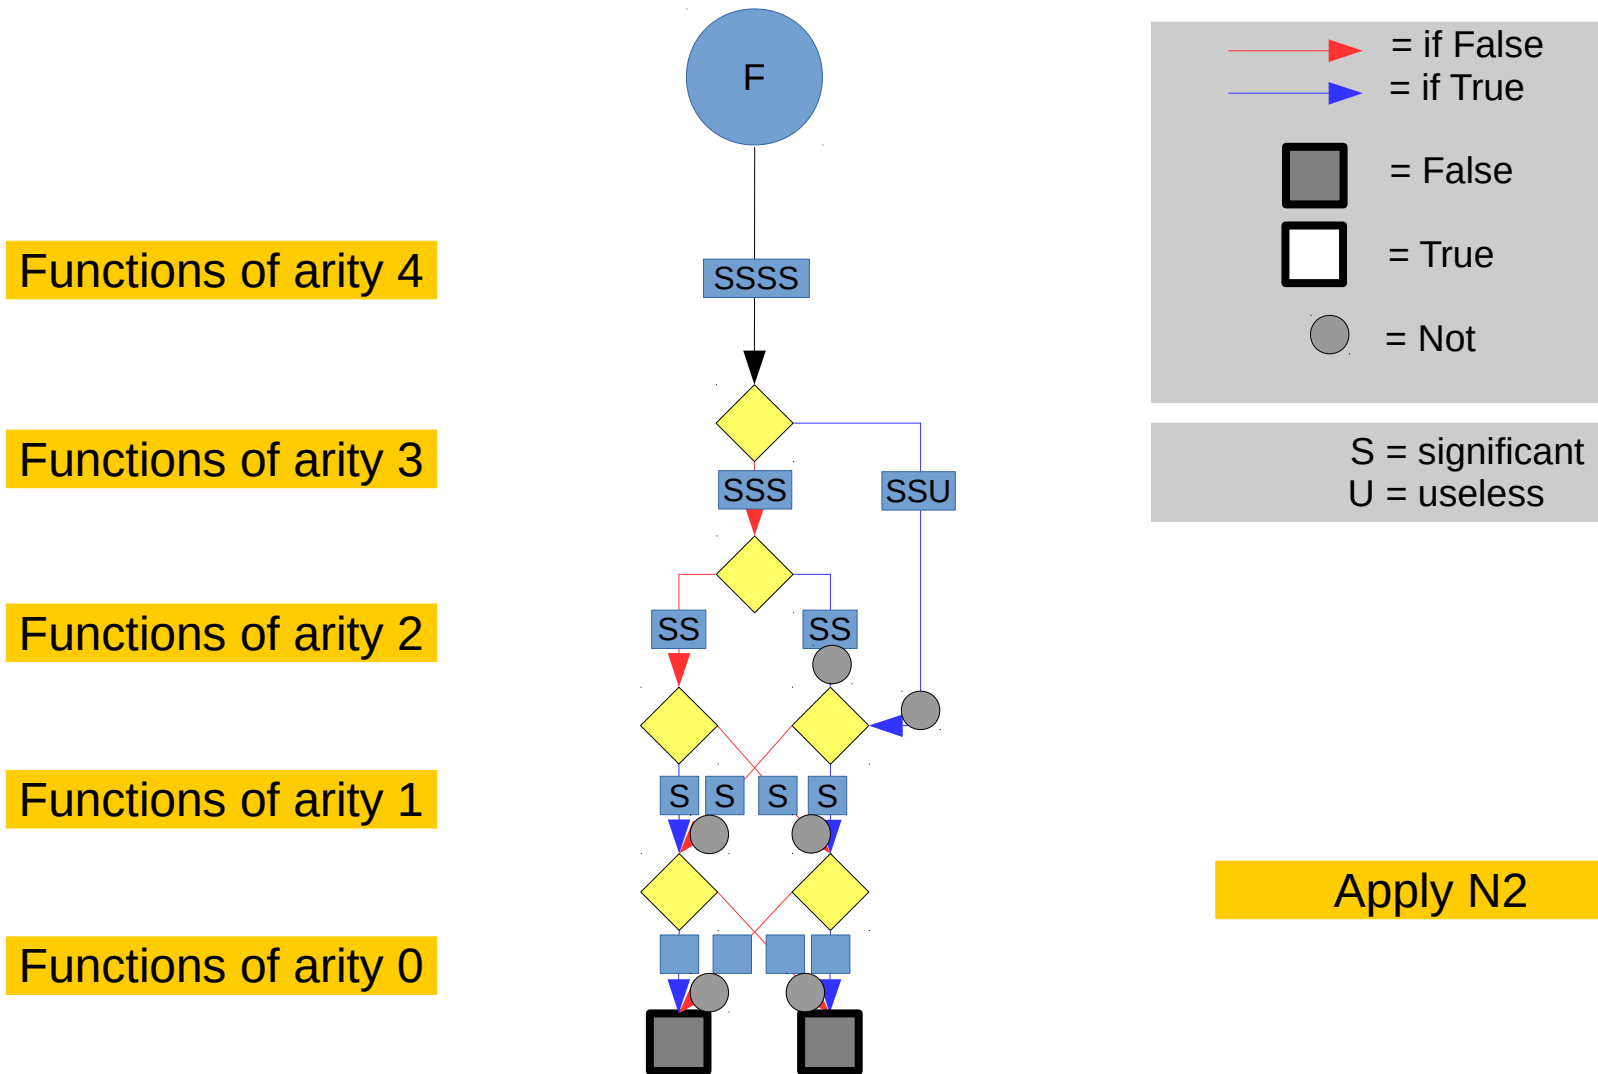 F
= if False
= if True
= False
= True
= Not
Functions of arity 4
SSSS
Functions of arity 3
SSS
SSU
S = significant
U = useless
Functions of arity 2
SS
SS
Functions of arity 1
S
S
S
S
Apply N2
Functions of arity 0